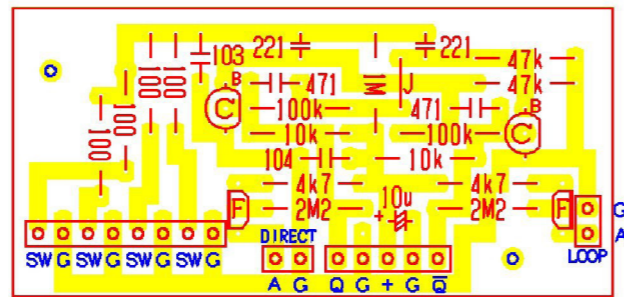 103 221 221 47k
100 100 B 471 1M J 47k
C 100k 471 B
100 10k 100k C
100 104 10k
4k7 10u 4k7
F 2M2 + 2M2 F G
DIRECT A
SW G SW G SW G SW G LOOP
A G Q G + G Q̅